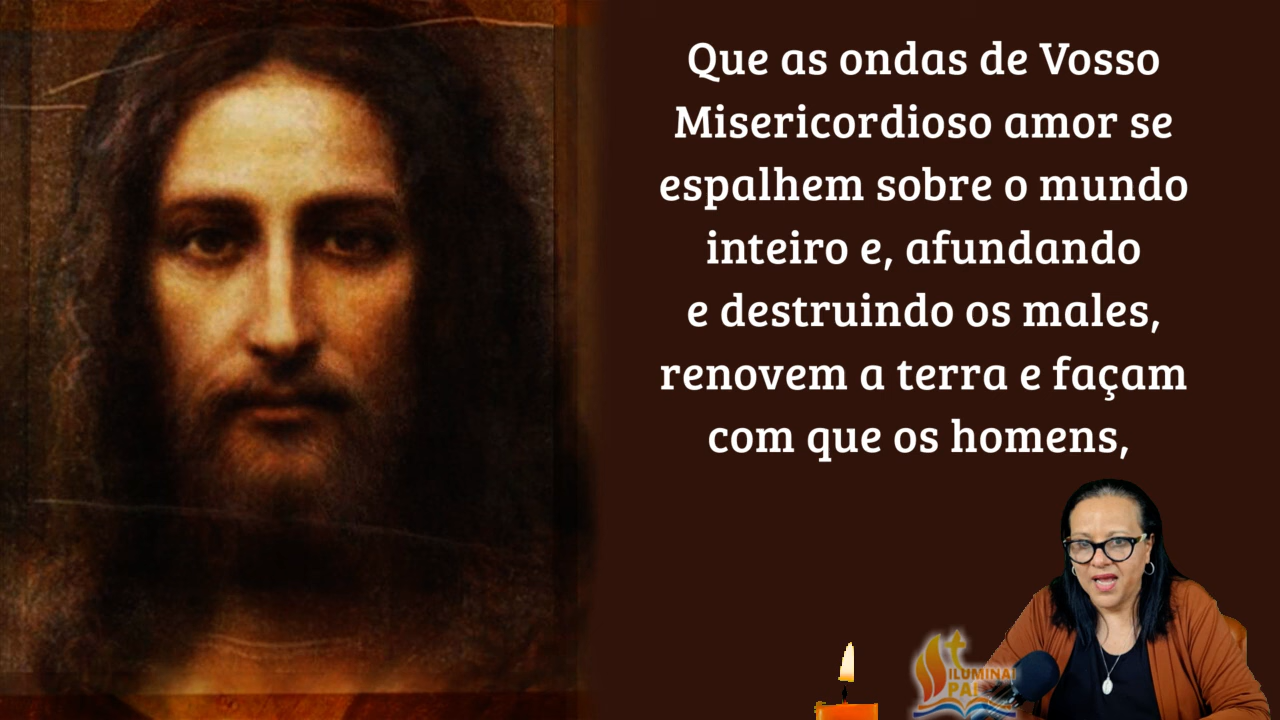 Que as ondas de Vosso
Misericordioso amor se
espalhem sobre o mundo
inteiro e, afundando
e destruindo os males,
renovem a terra e façam
com que os homens,
ILUMINAI
PAI